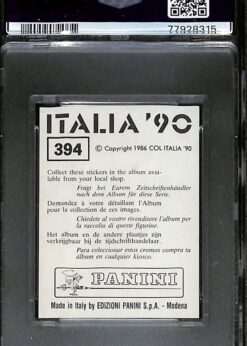 77828315
ITALIA '90
394
© Copyright 1986 COL ITALIA '90
Collect these stickers in the album avai-
lable from your local shop.
Fragt bei Eurem Zeitschriftenhändler
nach dem Album für diese Serie.
Demandez à votre détaillant l'Album
pour la collection de ces images.
Chiedete al vostro rivenditore l'album per
la raccolta di queste figurine.
Het album en de andere plaatjes zijn
verkrijgbaar bij de tijdschrifthandelaar.
Para coleccionar estos cromos compra tu
album en cualquier kiosco.
PANINI
Made in Italy by EDIZIONI PANINI S.p.A. - Modena